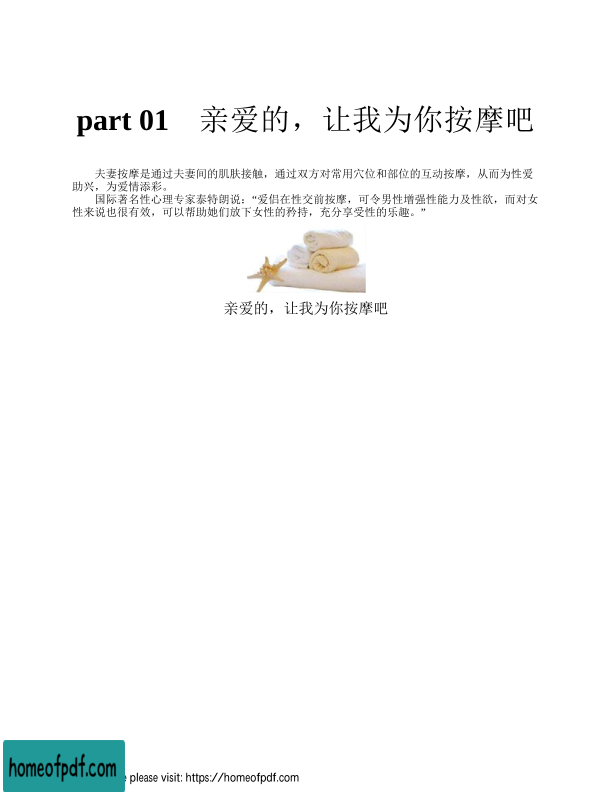 part 01 亲爱的，让我为你按摩吧
夫妻按摩是通过夫妻间的肌肤接触，通过双方对常用穴位和部位的互动按摩，从而为性爱
助兴，为爱情添彩。
国际著名性心理专家泰特朗说：“爱侣在性交前按摩，可令男性增强性能力及性欲，而对女
性来说也很有效，可以帮助她们放下女性的矜持，充分享受性的乐趣。”
亲爱的，让我为你按摩吧
homeofpdf.com
e please visit: https://homeofpdf.com